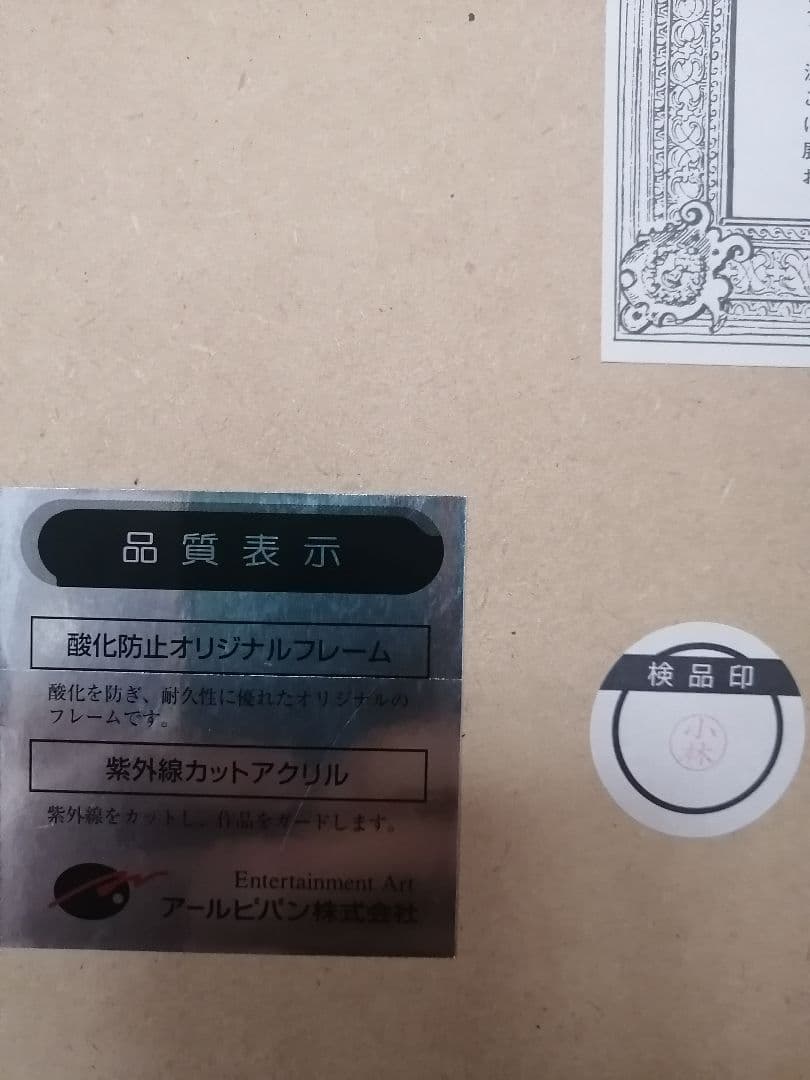 品質表示
酸化防止オリジナルフレーム
酸化を防ぎ、耐久性に優れたオリジナルの
フレームです。
紫外線カットアクリル
紫外線をカットし、作品をガードします。
Entertainment Art
アールビバン株式会社
検品印
小林